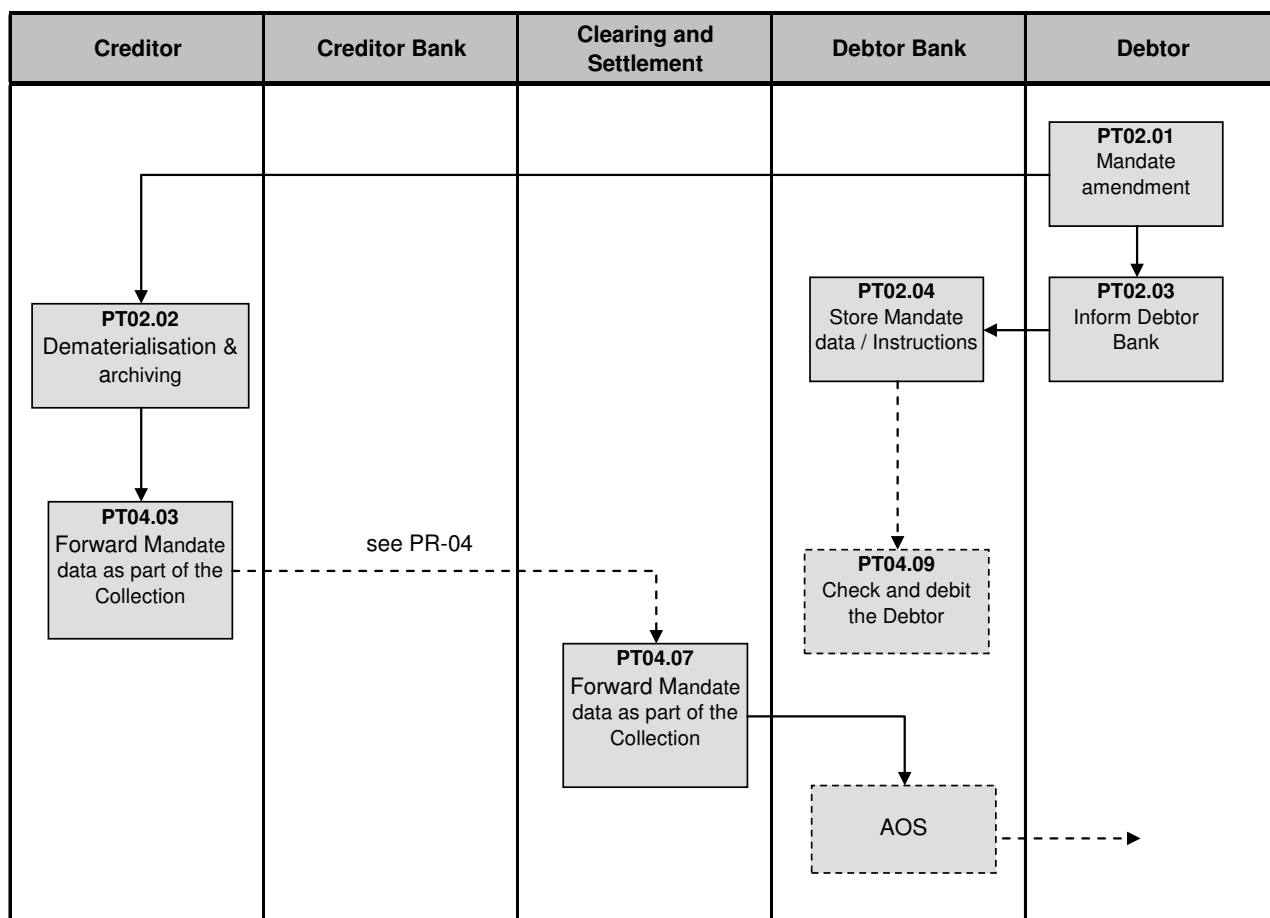 Creditor
Creditor Bank
Clearing and
Settlement
Debtor Bank
Debtor
PT02.01
Mandate
amendment
PT02.02
Dematerialisation &
archiving
PT02.04
Store Mandate
data / Instructions
PT02.03
Inform Debtor
Bank
PT04.03
Forward Mandate
data as part of the
Collection
see PR-04
PT04.09
Check and debit
the Debtor
PT04.07
Forward Mandate
data as part of the
Collection
AOS